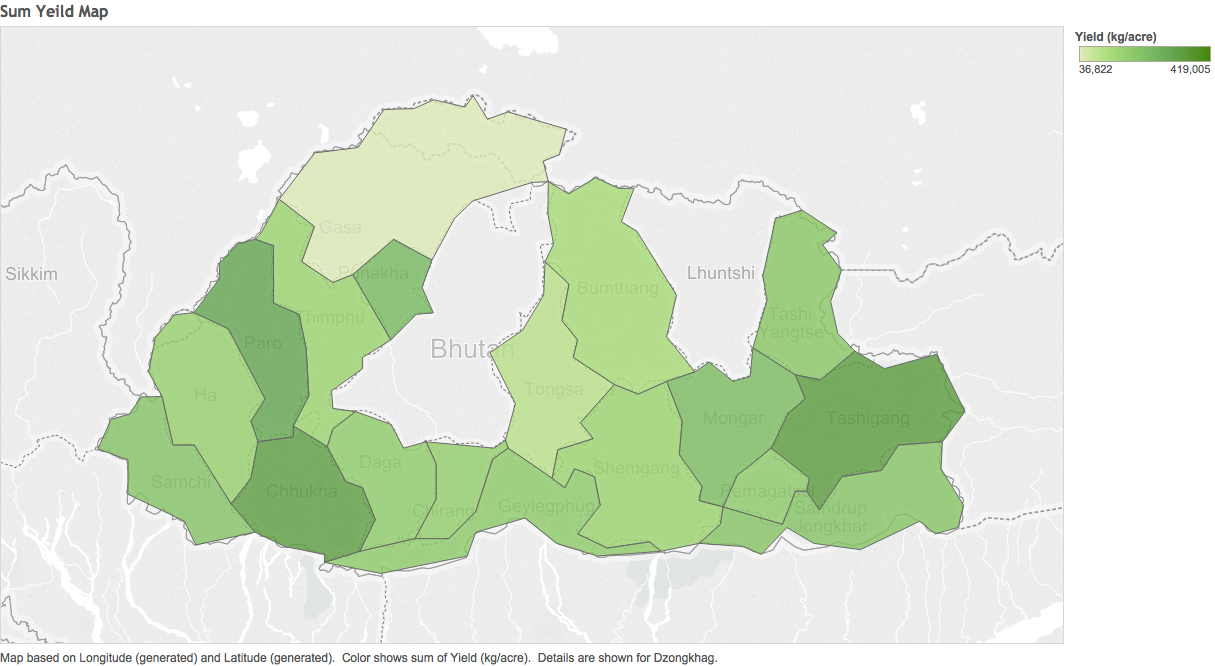 Sum Yeild Map
Yield (kg/acre)
36,822
419,005
Gasa
Sikkim
Punakha
Lhuntshi
Bumthang
Thimphu
Tashi
Yangtse
Paro
Bhutan
Ha
Tongsa
Mongar
Tashigang
Daga
Shemgang
Samchi
Chhukha
Pemagatsel
Chirang
Geylegphug
Samdrup
Jongkhar
Map based on Longitude (generated) and Latitude (generated).  Color shows sum of Yield (kg/acre).  Details are shown for Dzongkhag.